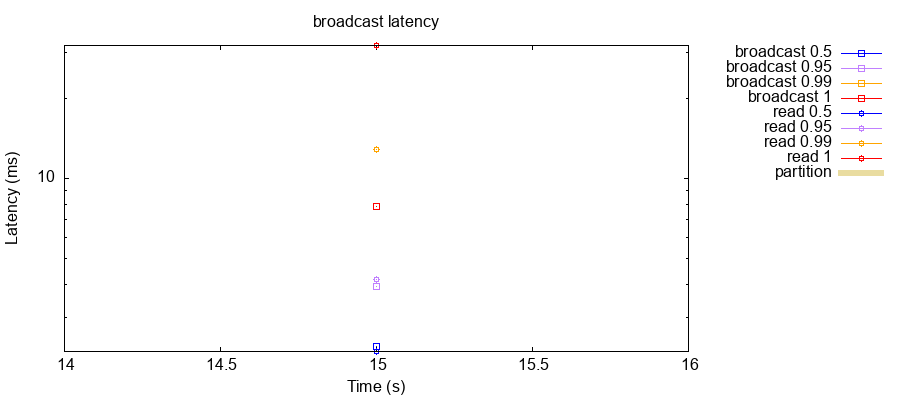 broadcast latency
Latency (ms)
10
14
14.5
15
15.5
16
Time (s)
broadcast 0.5
broadcast 0.95
broadcast 0.99
broadcast 1
read 0.5
read 0.95
read 0.99
read 1
partition